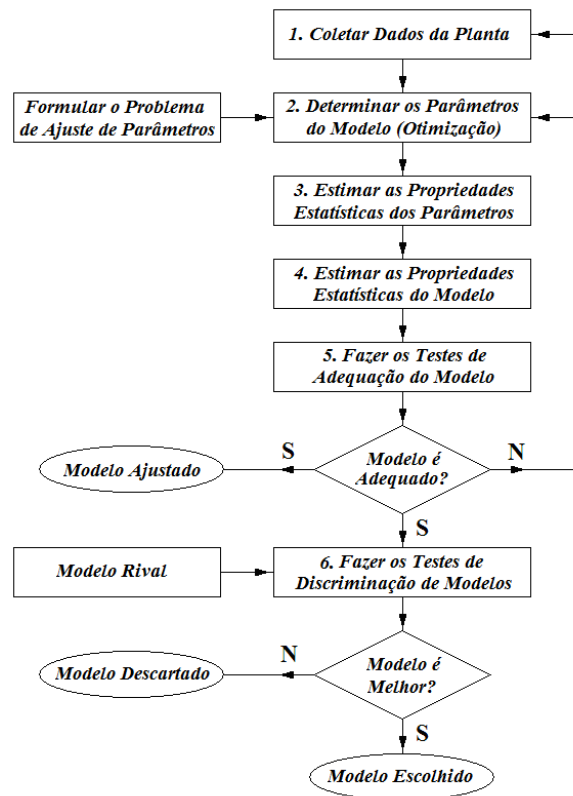 1. Coletar Dados da Planta
Formular o Problema
de Ajuste de Parâmetros
2. Determinar os Parâmetros
do Modelo (Otimização)
3. Estimar as Propriedades
Estatísticas dos Parâmetros
4. Estimar as Propriedades
Estatísticas do Modelo
5. Fazer os Testes de
Adequação do Modelo
Modelo Ajustado
S
Modelo é
Adequado?
N
S
Modelo Rival
6. Fazer os Testes de
Discriminação de Modelos
Modelo Descartado
N
Modelo é
Melhor?
S
Modelo Escolhido